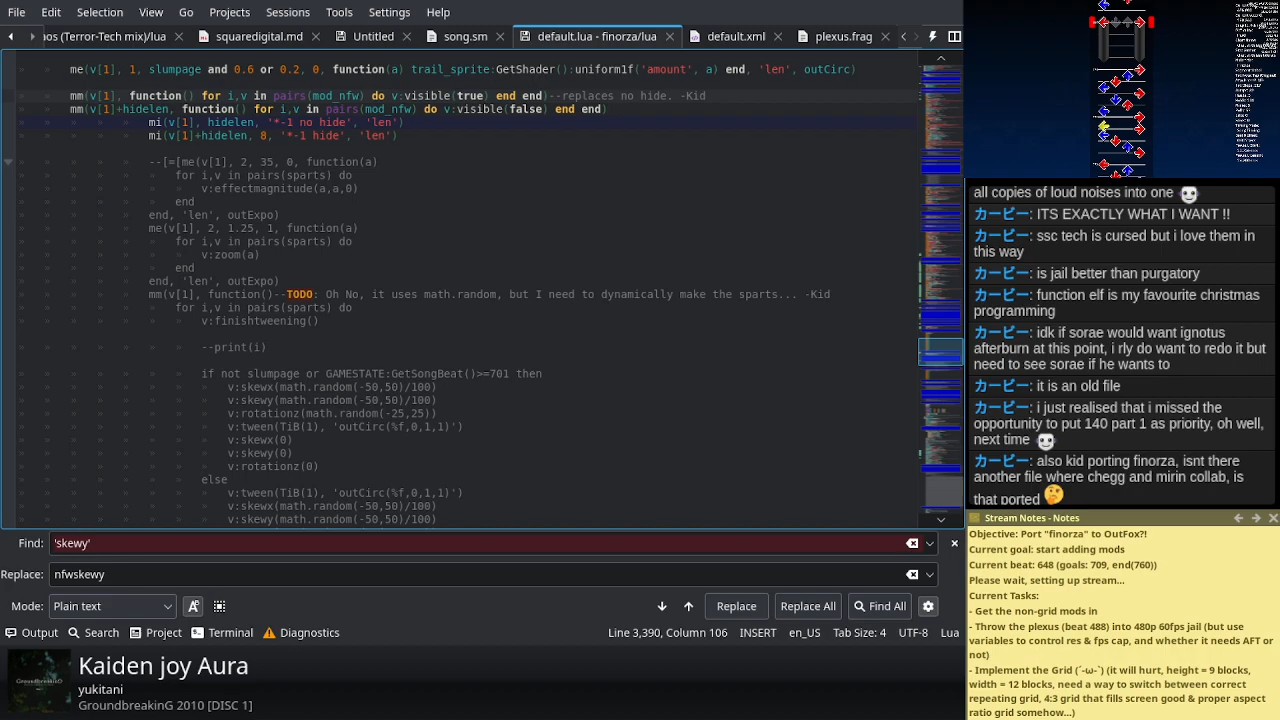 File Edit View Go Projects Sessions Tools Settings Help
aos (Terror-Tech mix)/lua squaredigital.md Untitled song.sm default.lua - finorza/lua default.xml plexus.frag
me(v[1], 1, slumpage and 0.6 or 0.2, 0, function(a) trail_sprite:GetShader():uniform1f('amount', a) end, 'len', outCirc)
mm(v[1], function() for i,v in pairs(mod_nfw) do v:visible(true) end end) --replaces no hide. -Kid
mm(v[1]+hidelen, function() for i,v in pairs(mod_nfw) do v:visible(false) end end)
mi(v[1], hidelen, '*-1 no hide', 'len')
mi(v[1]+hidelen, 8, '*-1 hide', 'len')
for i,v in pairs(sparts) do
v:effectmagnitude(a,a,0)
end
end, 'len', outExpo)
me(v[1], 2, 250, 0, function(a)
for i,v in pairs(sparts) do
v:zoom(a)
end
end, 'len', inExpo)
mm(v[1], function() --TODO: :( No, it uses math.random, but I need to dynamically make the sparts... -Kid
for i,v in pairs(sparts) do
v:finishtweening()
--print(i)
if not slumpage or GAMESTATE:GetSongBeat()>=701 then
v:skewx(math.random(-50,50)/100)
v:skewy(math.random(-50,50)/100)
v:rotationz(math.random(-25,25))
v:tween(TiB(1), 'outCirc(%f,0,1,1)')
v:skewx(0)
v:skewy(0)
v:rotationz(0)
else
v:tween(TiB(1), 'outCirc(%f,0,1,1)')
v:skewx(math.random(-50,50)/100)
v:skewy(math.random(-50,50)/100)
Find: 'skewy'
Replace: nfwskewy
Mode: Plain text Replace Replace All Find All
Output Search Project Terminal Diagnostics Line 3,390, Column 106 INSERT en_US Tab Size: 4 UTF-8 Lua
GroundbreakinG
Kaiden joy Aura
yukitani
GroundbreakinG 2010 [DISC 1]
all copies of loud noises into one
カービー: ITS EXACTLY WHAT I WANT !!
カービー: ssc tech is cursed but i love them in
this way
カービー: is jail better than purgatory
カービー: function elf is my favourite christmas
programming
カービー: idk if sorae would want ignotus
afterburn at this point, i rly do want to redo it but
need to see sorae if he wants to
カービー: it is an old file
カービー: i just realised that i missed the
opportunity to put 140 part 1 as priority, oh well,
next time
カービー: also kid porting finorza, isnt there
another file where chegg and mirin collab, is
that ported 🤔
Stream Notes - Notes
Objective: Port "finorza" to OutFox?!
Current goal: start adding mods
Current beat: 648 (goals: 709, end(760))
Please wait, setting up stream...
Current Tasks:
- Get the non-grid mods in
- Throw the plexus (beat 488) into 480p 60fps jail (but use
variables to control res & fps cap, and whether it needs AFT or
not)
- Implement the Grid (´-ω-`) (it will hurt, height = 9 blocks,
width = 12 blocks, need a way to switch between correct
repeating grid, 4:3 grid that fills screen good & proper aspect
ratio grid somehow...)